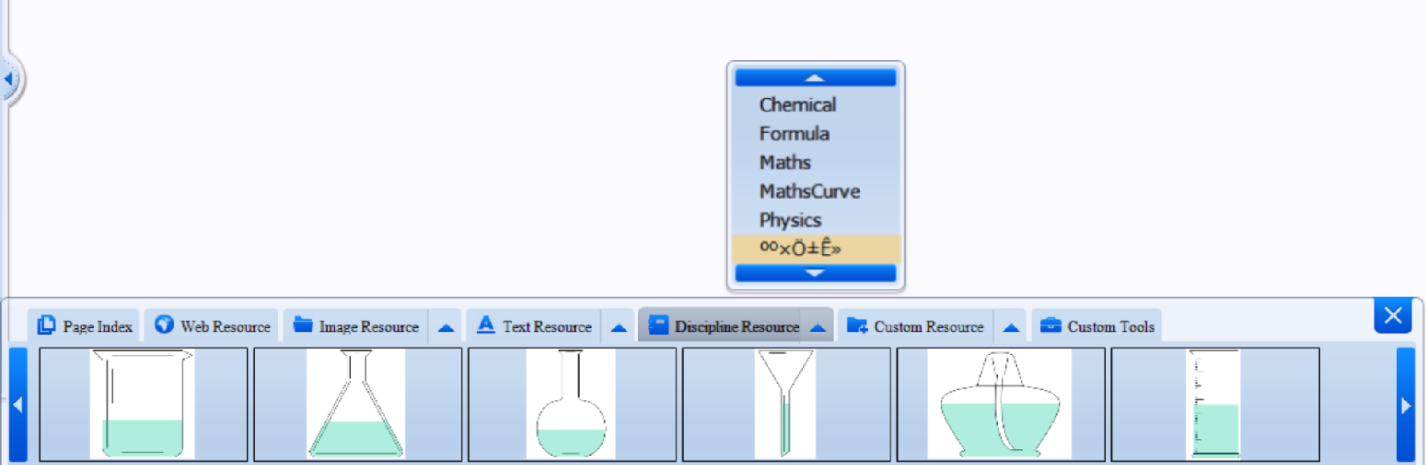 Chemical
Formula
Maths
MathsCurve
Physics
ºº×Ö±Ê»
Page Index Web Resource Image Resource Text Resource Discipline Resource Custom Resource Custom Tools